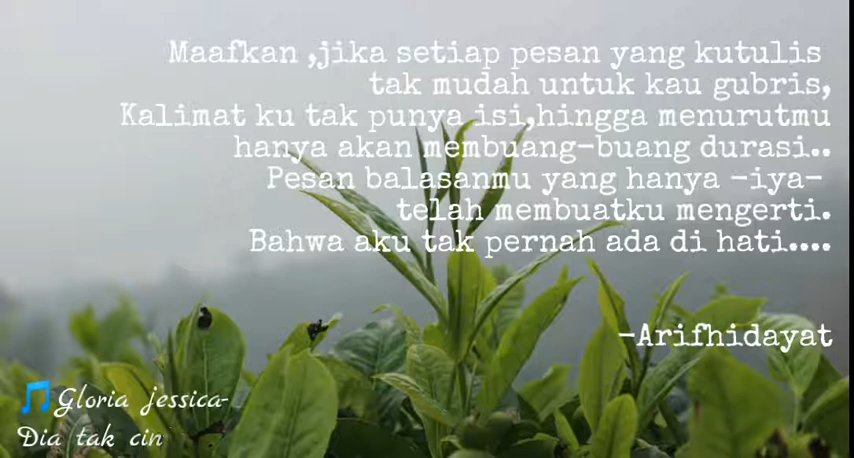 Maafkan ,jika setiap pesan yang kutulis
tak mudah untuk kau gubris,
Kalimat ku tak punya isi,hingga menurutmu
hanya akan membuang-buang durasi..
Pesan balasanmu yang hanya -iya-
telah membuatku mengerti.
Bahwa aku tak pernah ada di hati....
-Arifhidayat
🎵Gloria jessica-
Dia tak cin